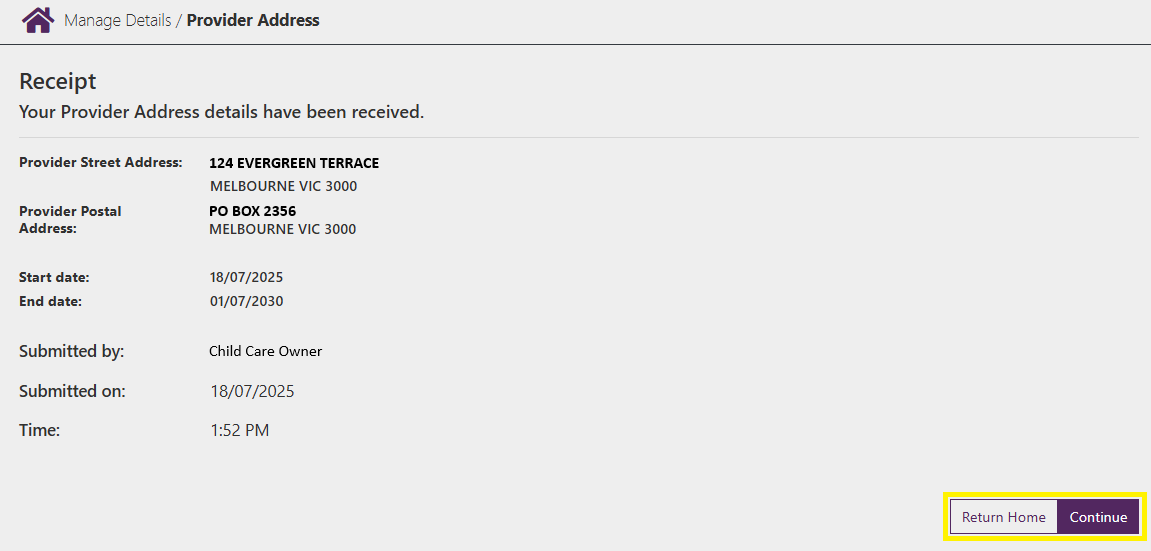 Manage Details / Provider Address
Receipt
Your Provider Address details have been received.
Provider Street Address: 124 EVERGREEN TERRACE
MELBOURNE VIC 3000
Provider Postal PO BOX 2356
Address: MELBOURNE VIC 3000
Start date: 18/07/2025
End date: 01/07/2030
Submitted by: Child Care Owner
Submitted on: 18/07/2025
Time: 1:52 PM
Return Home Continue